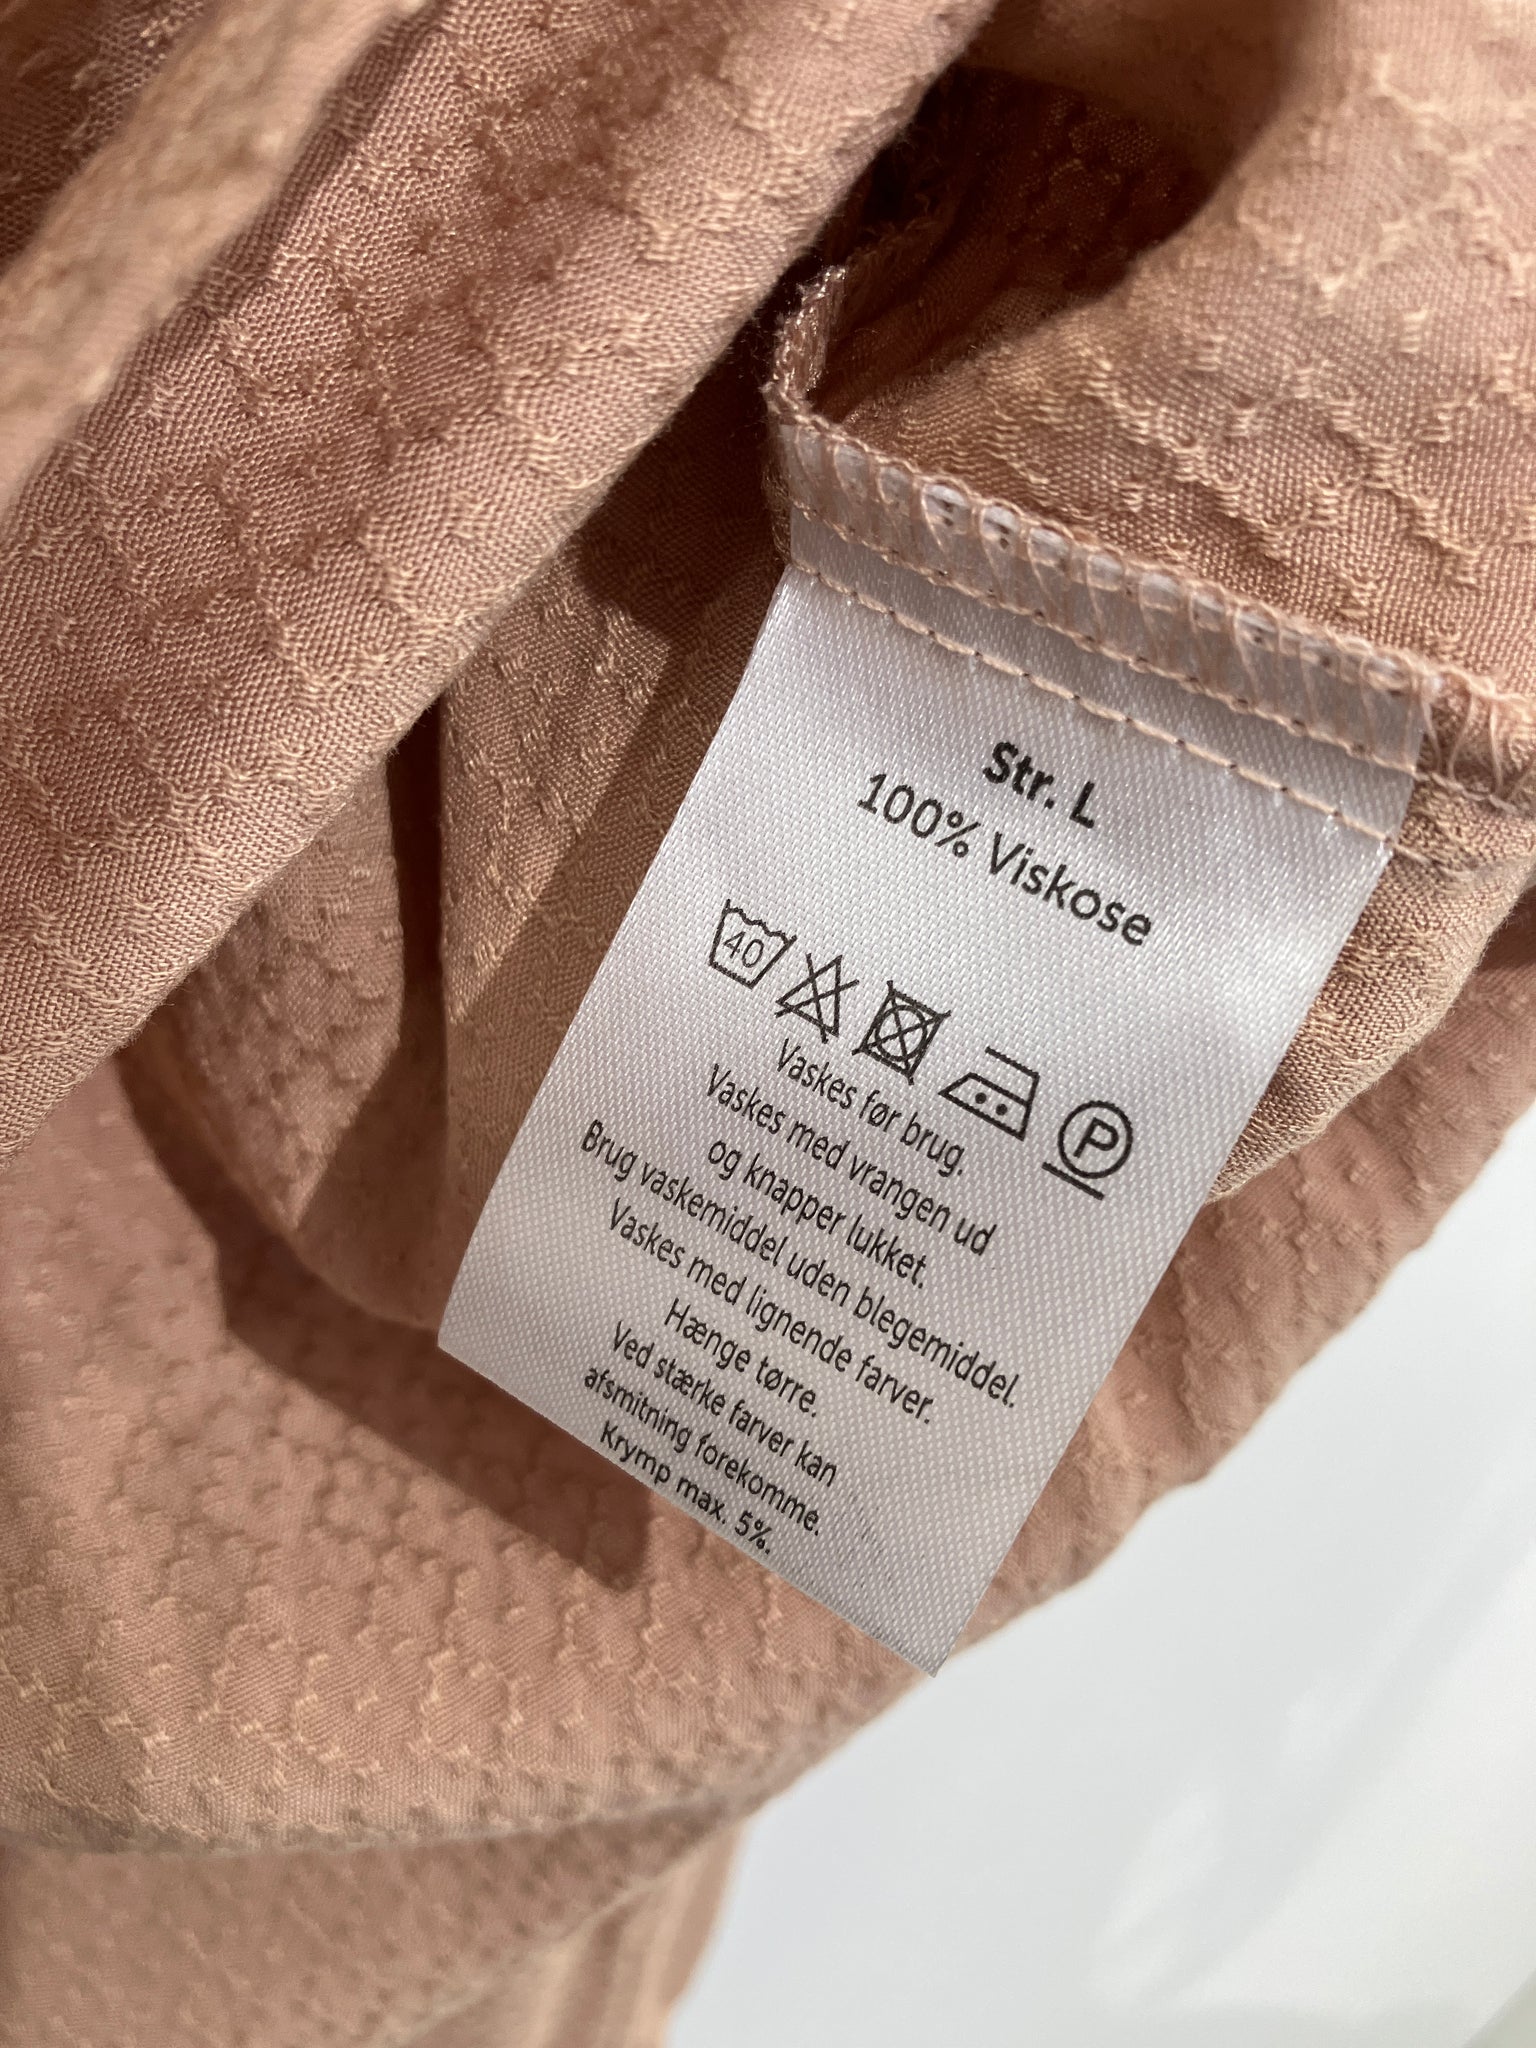 Str. L
100% Viskose
40
P
Vaskes før brug.
Vaskes med vrangen ud
og knapper lukket.
Brug vaskemiddel uden blegemiddel.
Vaskes med lignende farver.
Hænge tørre.
Ved stærke farver kan
afsmitning forekomme.
Krymp max. 5%.